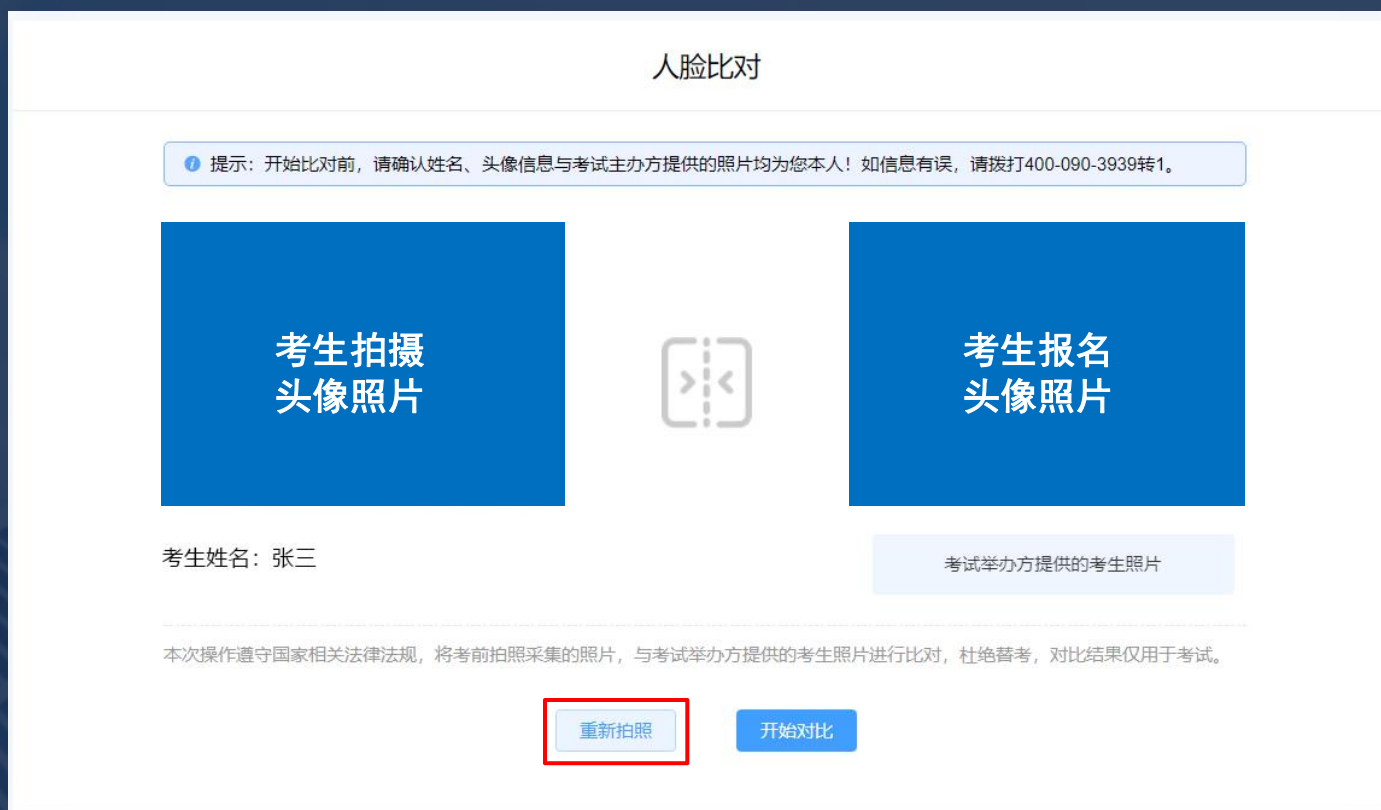 人脸比对
提示：开始比对前，请确认姓名、头像信息与考试主办方提供的照片均为您本人！如信息有误，请拨打400-090-3939转1。
考生拍摄
头像照片
考生报名
头像照片
考生姓名：张三
考试举办方提供的考生照片
本次操作遵守国家相关法律法规，将考前拍照采集的照片，与考试举办方提供的考生照片进行比对，杜绝替考，对比结果仅用于考试。
重新拍照
开始对比